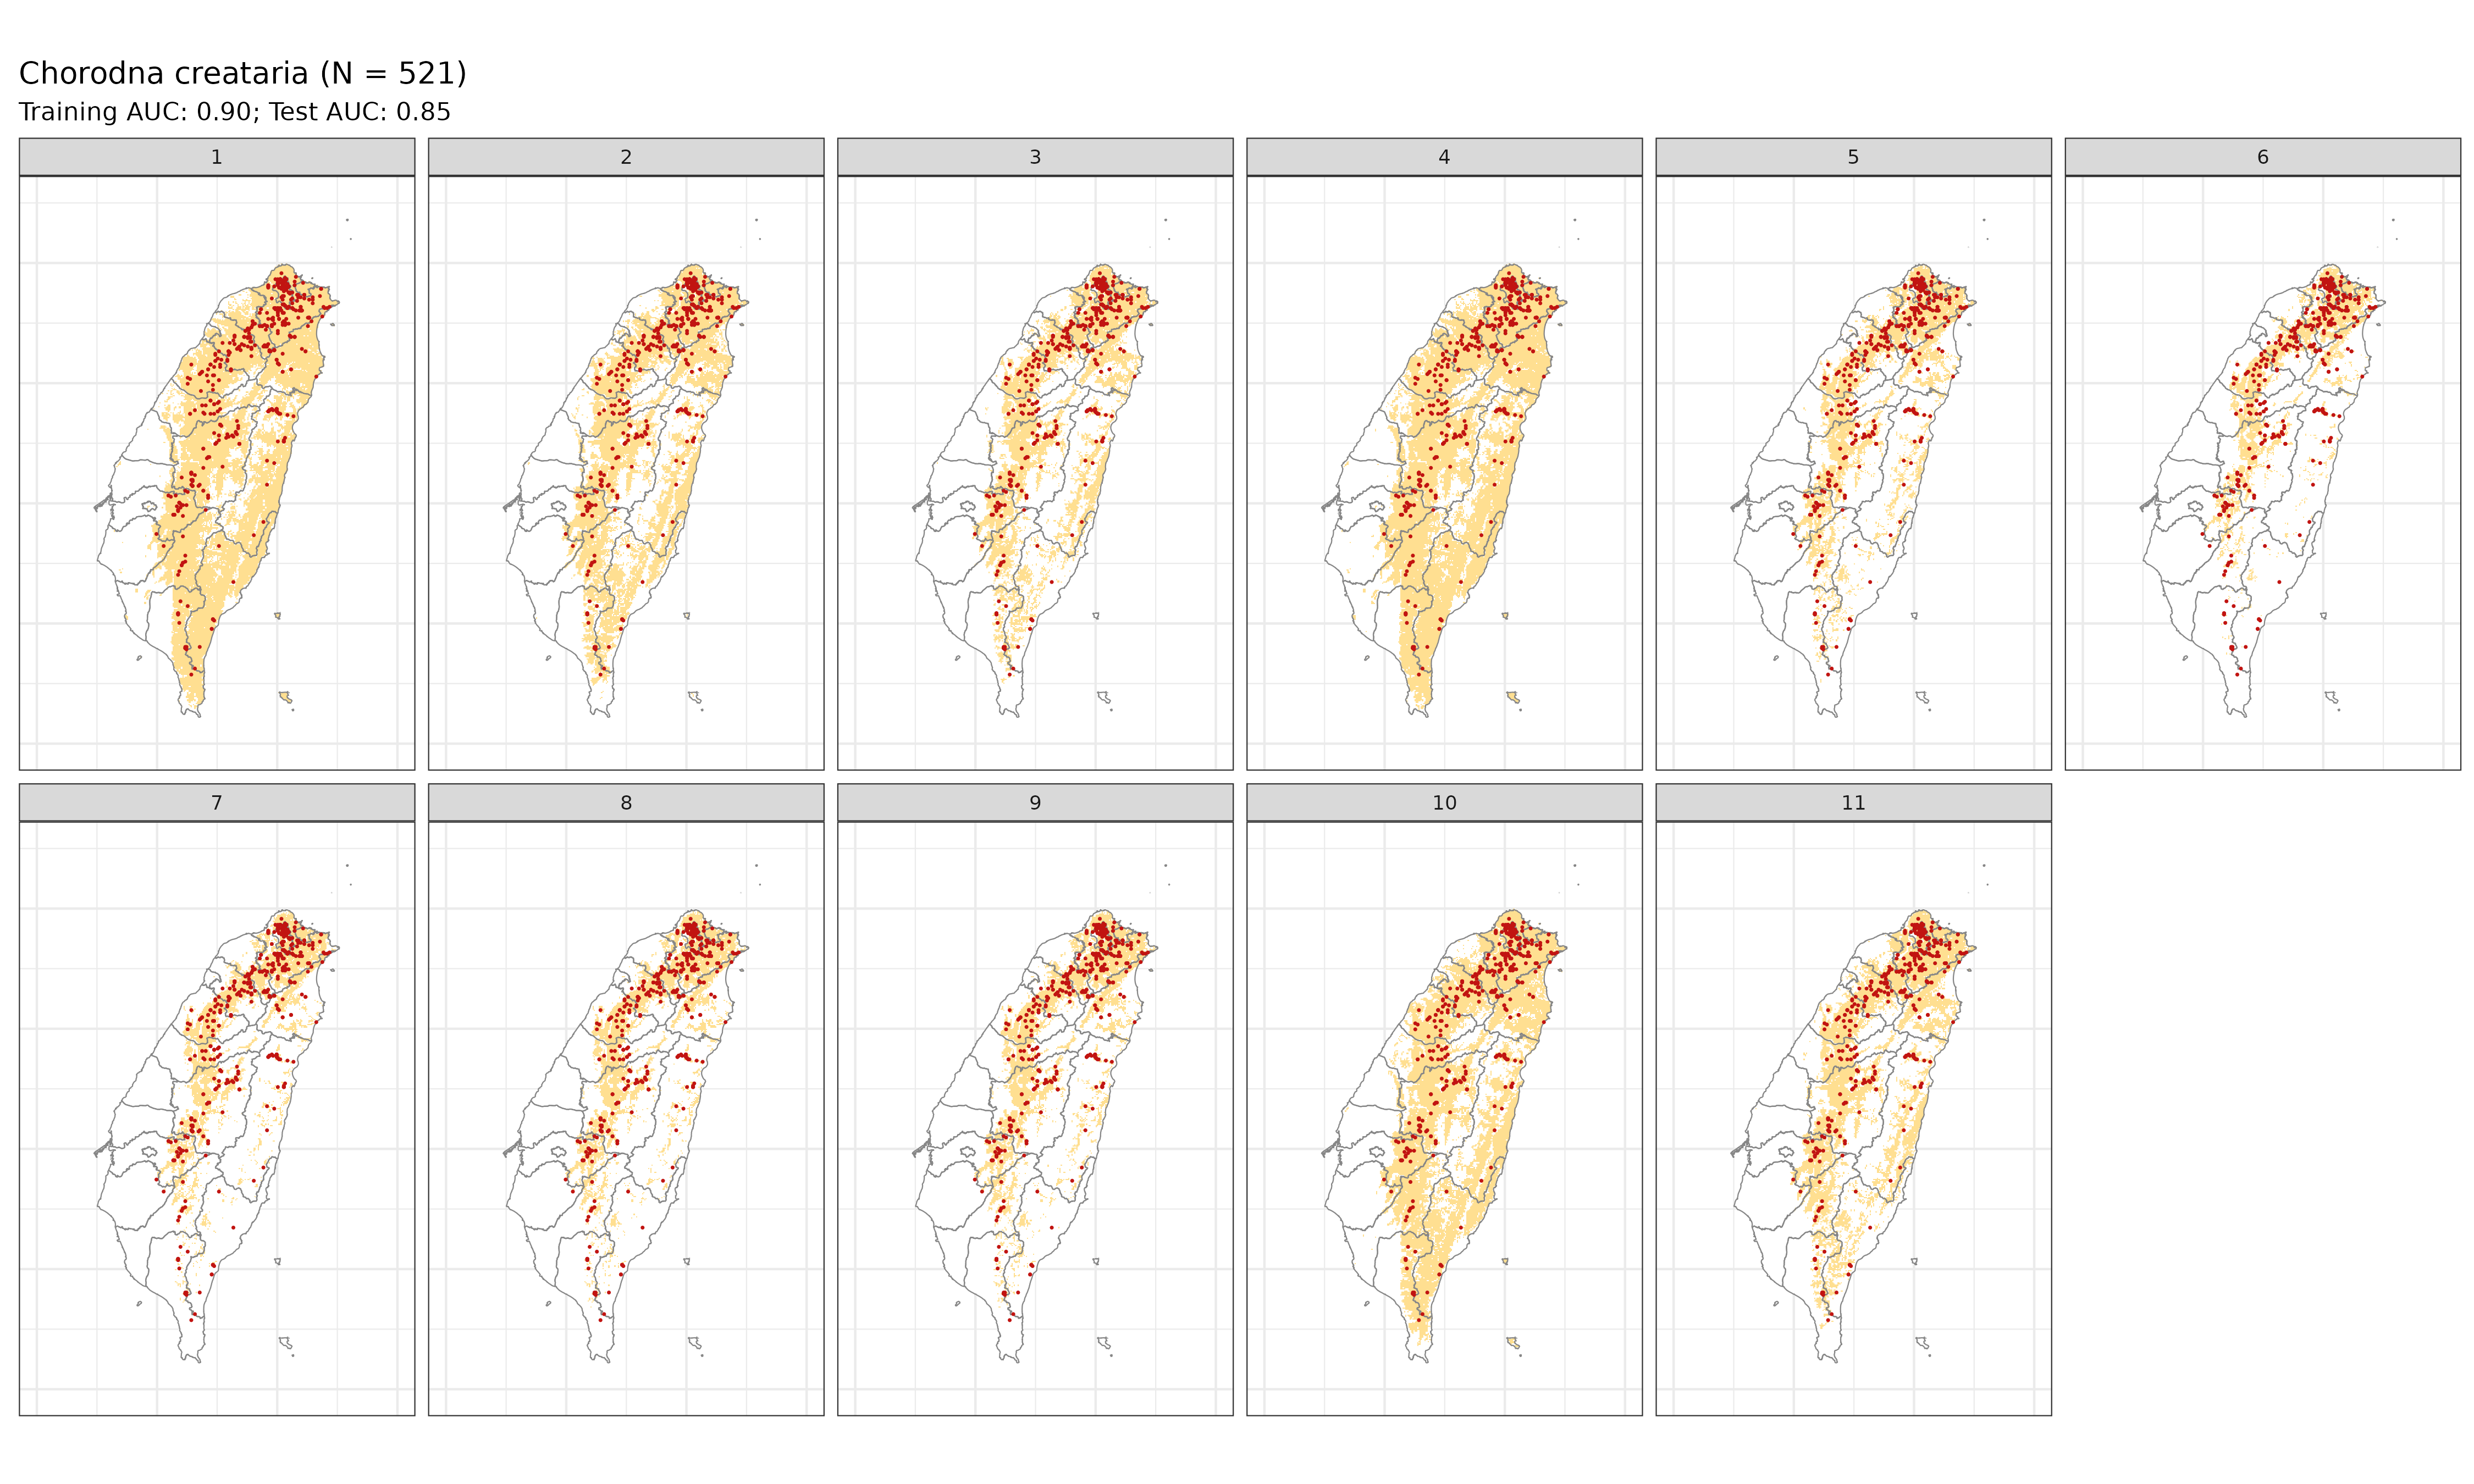 Chorodna creataria (N = 521)
Training AUC: 0.90; Test AUC: 0.85
1 2 3 4 5 6
7 8 9 10 11